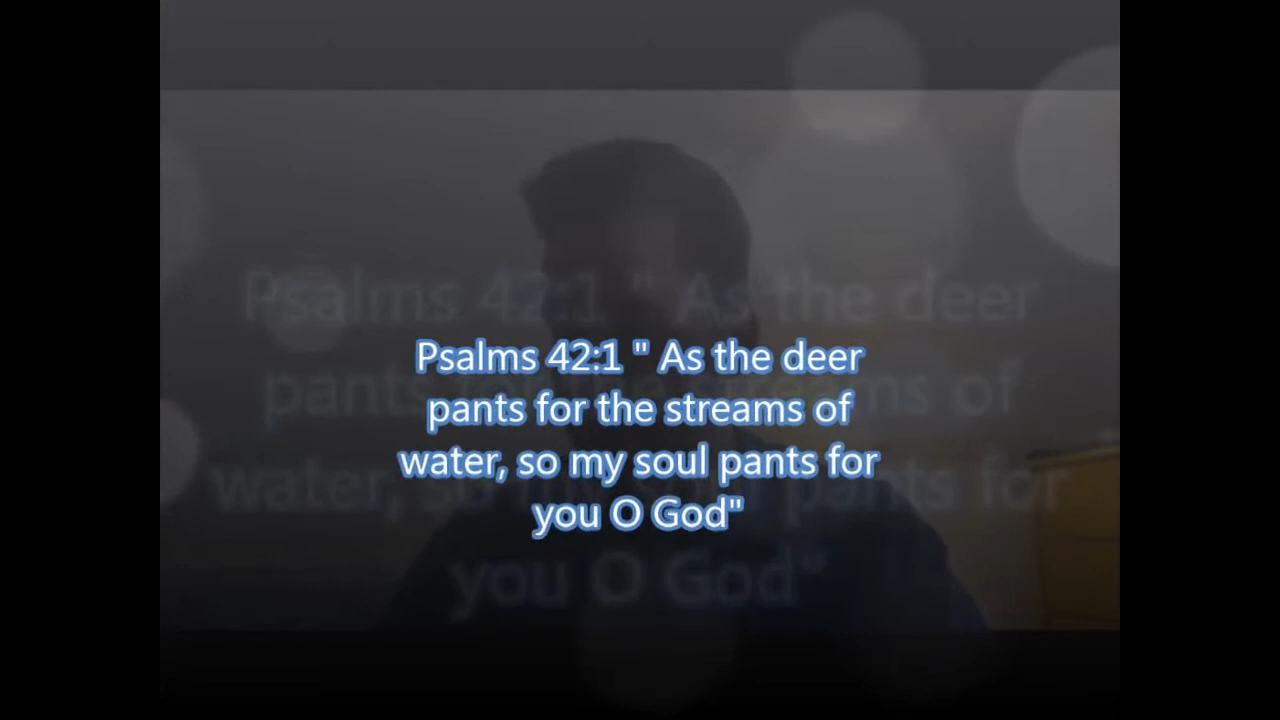 Psalms 42:1 " As the deer
pants for the streams of
water, so my soul pants for
you O God"